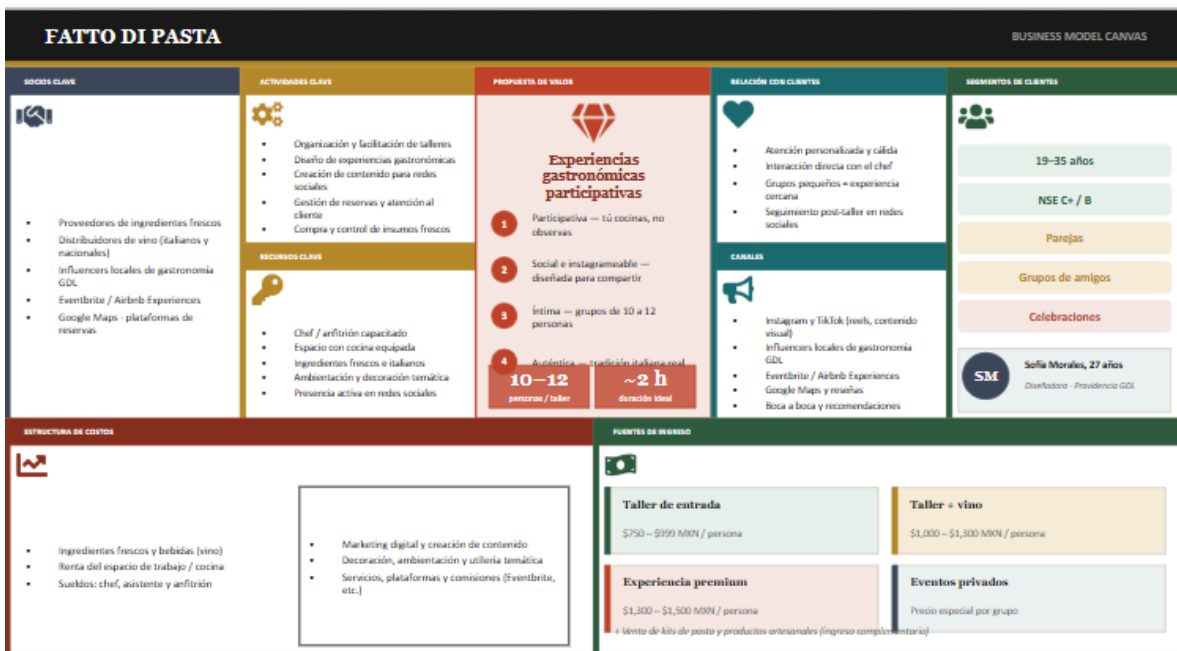 FATTO DI PASTA
BUSINESS MODEL CANVAS
SOCIOS CLAVE
Proveedores de ingredientes frescos
Distribuidores de vino (italianos y
nacionales)
Influencers locales de gastronomía
GDL
Eventbrite / Airbnb Experiences
Google Maps - plataformas de
reservas
ACTIVIDADES CLAVE
Organización y facilitación de talleres
Diseño de experiencias gastronómicas
Creación de contenido para redes
sociales
Gestión de reservas y atención al
cliente
Compra y control de insumos frescos
RECURSOS CLAVE
Chef / anfitrión capacitado
Espacio con cocina equipada
Ingredientes frescos e italianos
Ambientación y decoración temática
Presencia activa en redes sociales
PROPUESTA DE VALOR
Experiencias
gastronómicas
participativas
1
Participativa — tú cocinas, no
observas
2
Social e instagrameable —
diseñada para compartir
3
Íntima — grupos de 10 a 12
personas
4
Auténtica — tradición italiana real
10–12
personas / taller
~2 h
duración ideal
RELACIÓN CON CLIENTES
Atención personalizada y cálida
Interacción directa con el chef
Grupos pequeños = experiencia
cercana
Seguimiento post-taller en redes
sociales
CANALES
Instagram y TikTok (reels, contenido
visual)
Influencers locales de gastronomía
GDL
Eventbrite / Airbnb Experiences
Google Maps y reseñas
Boca a boca y recomendaciones
SEGMENTOS DE CLIENTES
19–35 años
NSE C+ / B
Parejas
Grupos de amigos
Celebraciones
SM
Sofía Morales, 27 años
Diseñadora - Providencia GDL
ESTRUCTURA DE COSTOS
Ingredientes frescos y bebidas (vino)
Renta del espacio de trabajo / cocina
Sueldos: chef, asistente y anfitrión
Marketing digital y creación de contenido
Decoración, ambientación y utilería temática
Servicios, plataformas y comisiones (Eventbrite,
etc.)
FUENTES DE INGRESO
Taller de entrada
$750 – $999 MXN / persona
Taller + vino
$1,000 – $1,300 MXN / persona
Experiencia premium
$1,300 – $1,500 MXN / persona
Eventos privados
Precio especial por grupo
+ Venta de kits de pasta y productos artesanales (ingreso complementario)